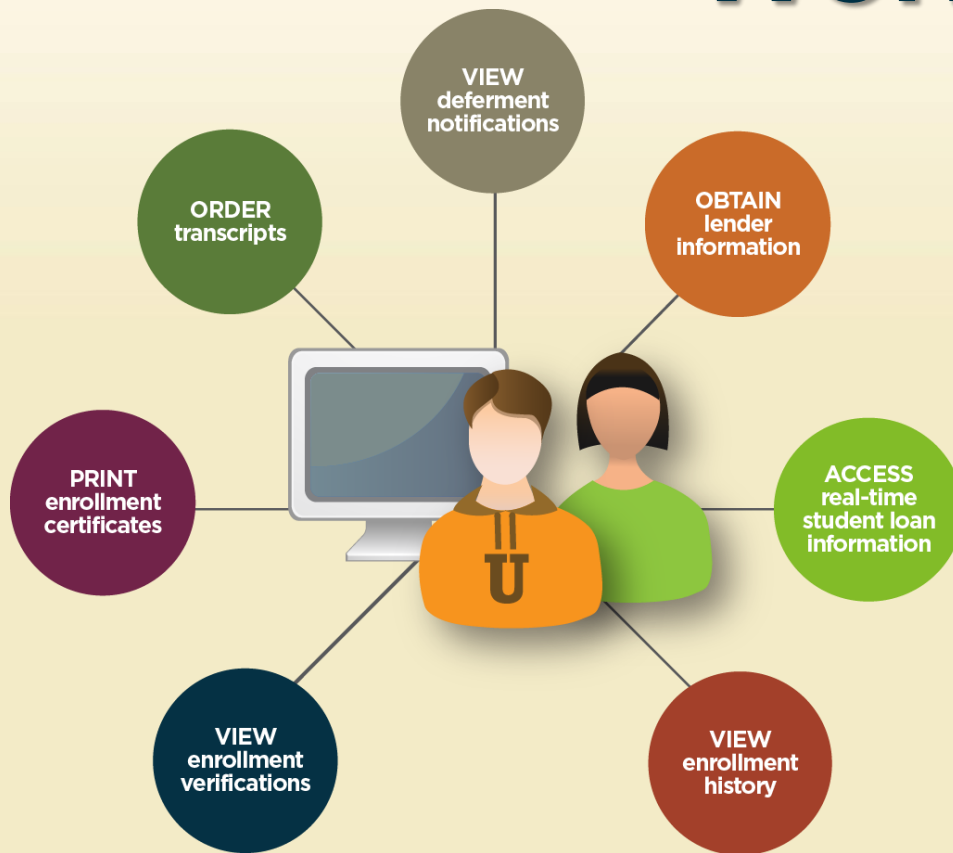 VIEW
deferment
notifications
ORDER
transcripts
OBTAIN
lender
information
PRINT
enrollment
certificates
ACCESS
real-time
student loan
information
U
VIEW
enrollment
verifications
VIEW
enrollment
history